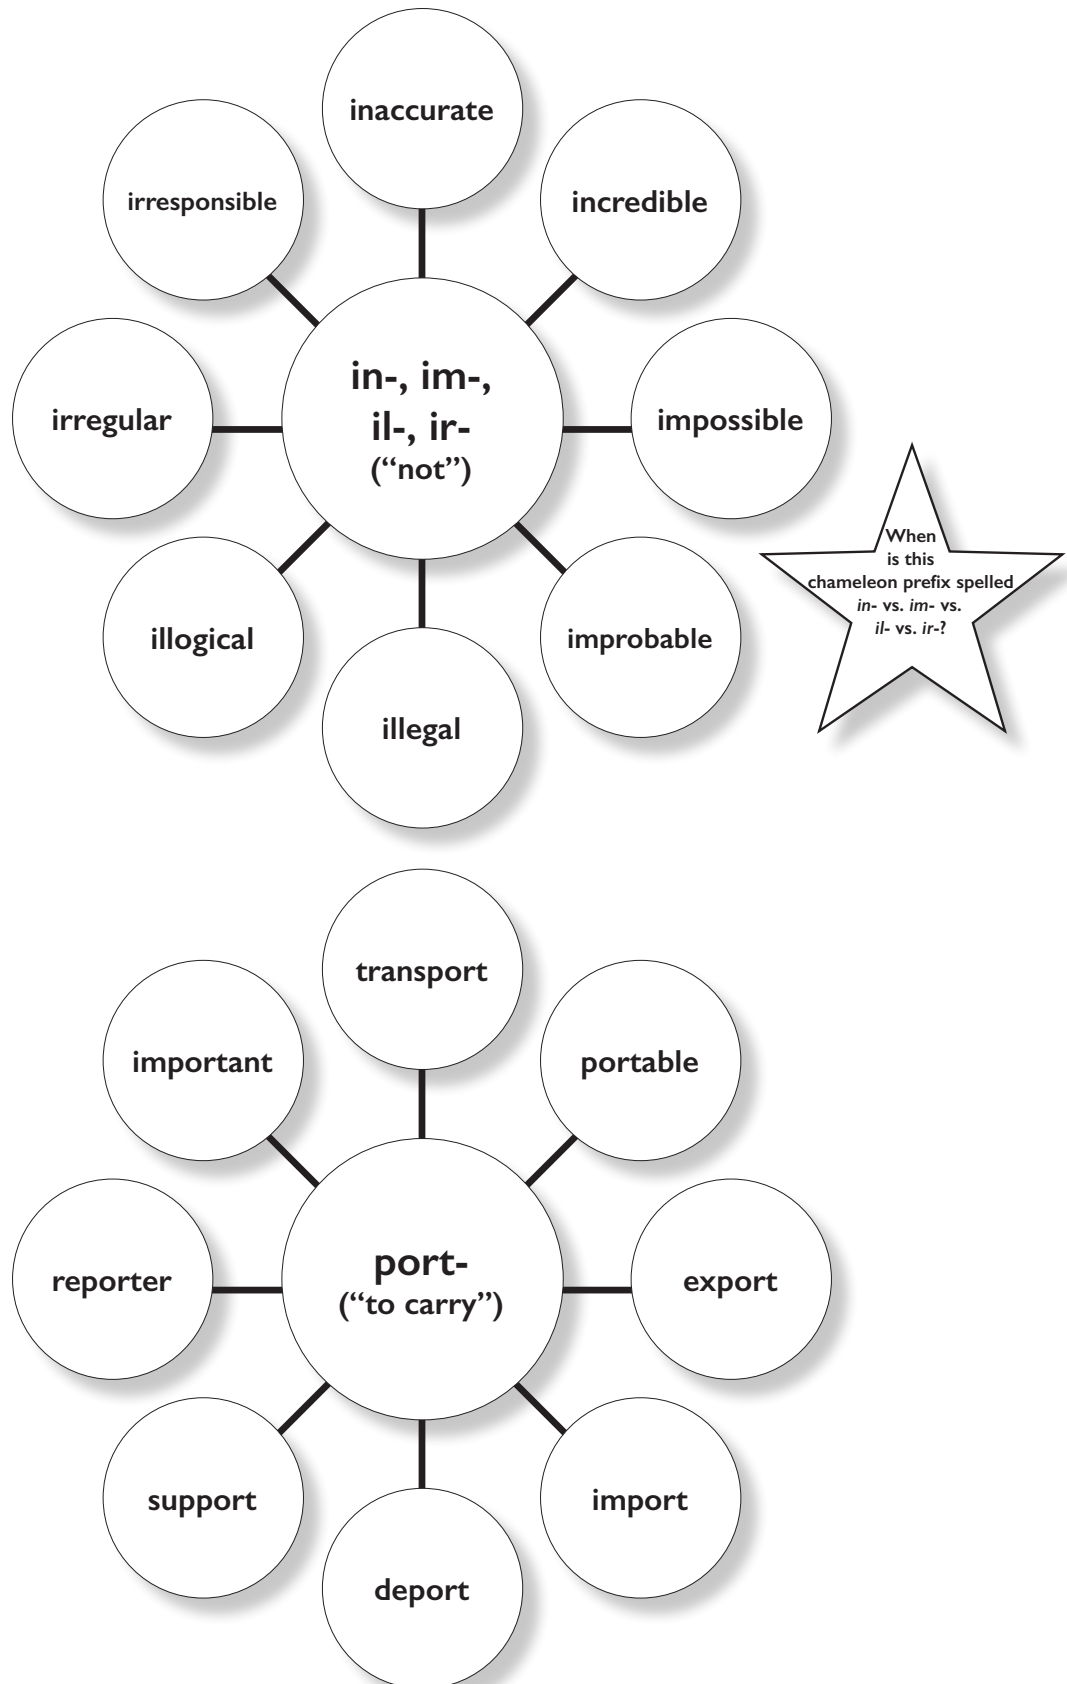 inaccurate
irresponsible
incredible
in-, im-,
il-, ir-
(“not”)
irregular
impossible
illogical
improbable
illegal
When
is this
chameleon prefix spelled
in- vs. im- vs.
il- vs. ir-?
transport
important
portable
port-
(“to carry”)
reporter
export
support
import
deport